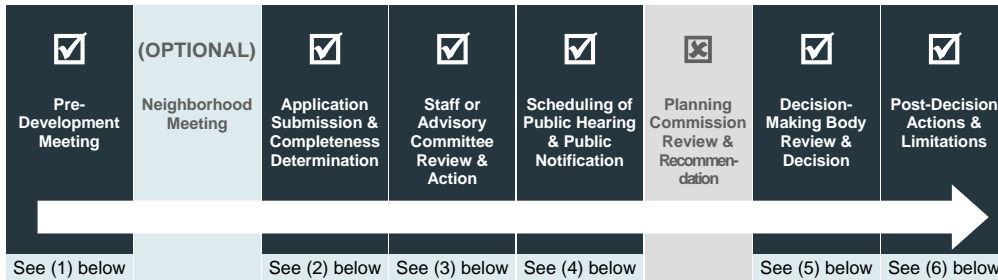 (OPTIONAL)
Pre-
Development
Meeting
Neighborhood
Meeting
Application
Submission &
Completeness
Determination
Staff or
Advisory
Committee
Review &
Action
Scheduling of
Public Hearing
& Public
Notification
Planning
Commission
Review &
Recommen-
dation
Decision-
Making Body
Review &
Decision
Post-Decision
Actions &
Limitations
See (1) below
See (2) below
See (3) below
See (4) below
See (5) below
See (6) below